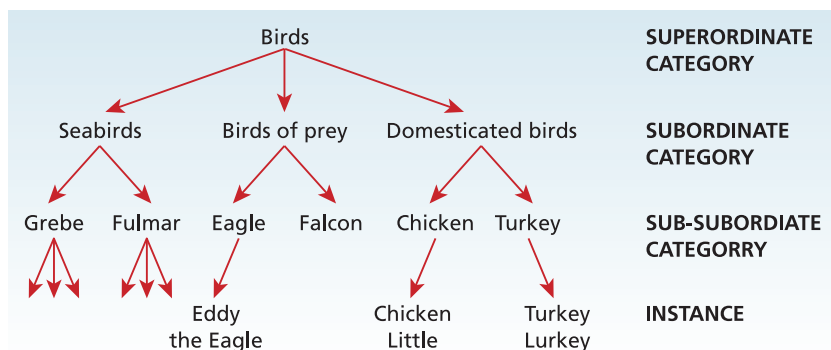 Birds SUPERORDINATE
CATEGORY
Seabirds Birds of prey Domesticated birds SUBORDINATE
CATEGORY
Grebe Fulmar Eagle Falcon Chicken Turkey SUB-SUBORDIATE
CATEGORRY
Eddy Chicken Turkey INSTANCE
the Eagle Little Lurkey